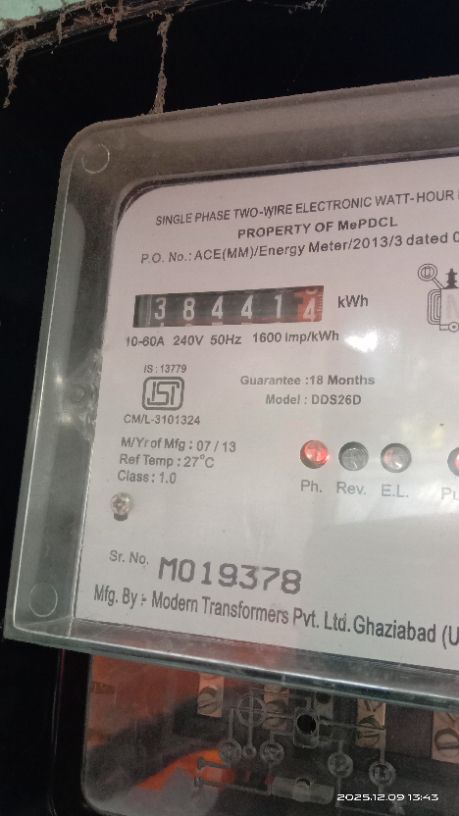 SINGLE PHASE TWO-WIRE ELECTRONIC WATT-HOUR
PROPERTY OF MePDCL
P.O. No.: ACE(MM)/Energy Meter/2013/3 dated 0
384414 kWh
10-60A 240V 50Hz 1600 Imp/kWh
IS : 13779
ISI
CM/L-3101324
Guarantee :18 Months
Model : DDS26D
M/Yr of Mfg : 07 / 13
Ref Temp : 27°C
Class : 1.0
Ph. Rev. E.L. Pu
Sr. No. M019378
Mfg. By :- Modern Transformers Pvt. Ltd. Ghaziabad (U
2025.12.09 13:43